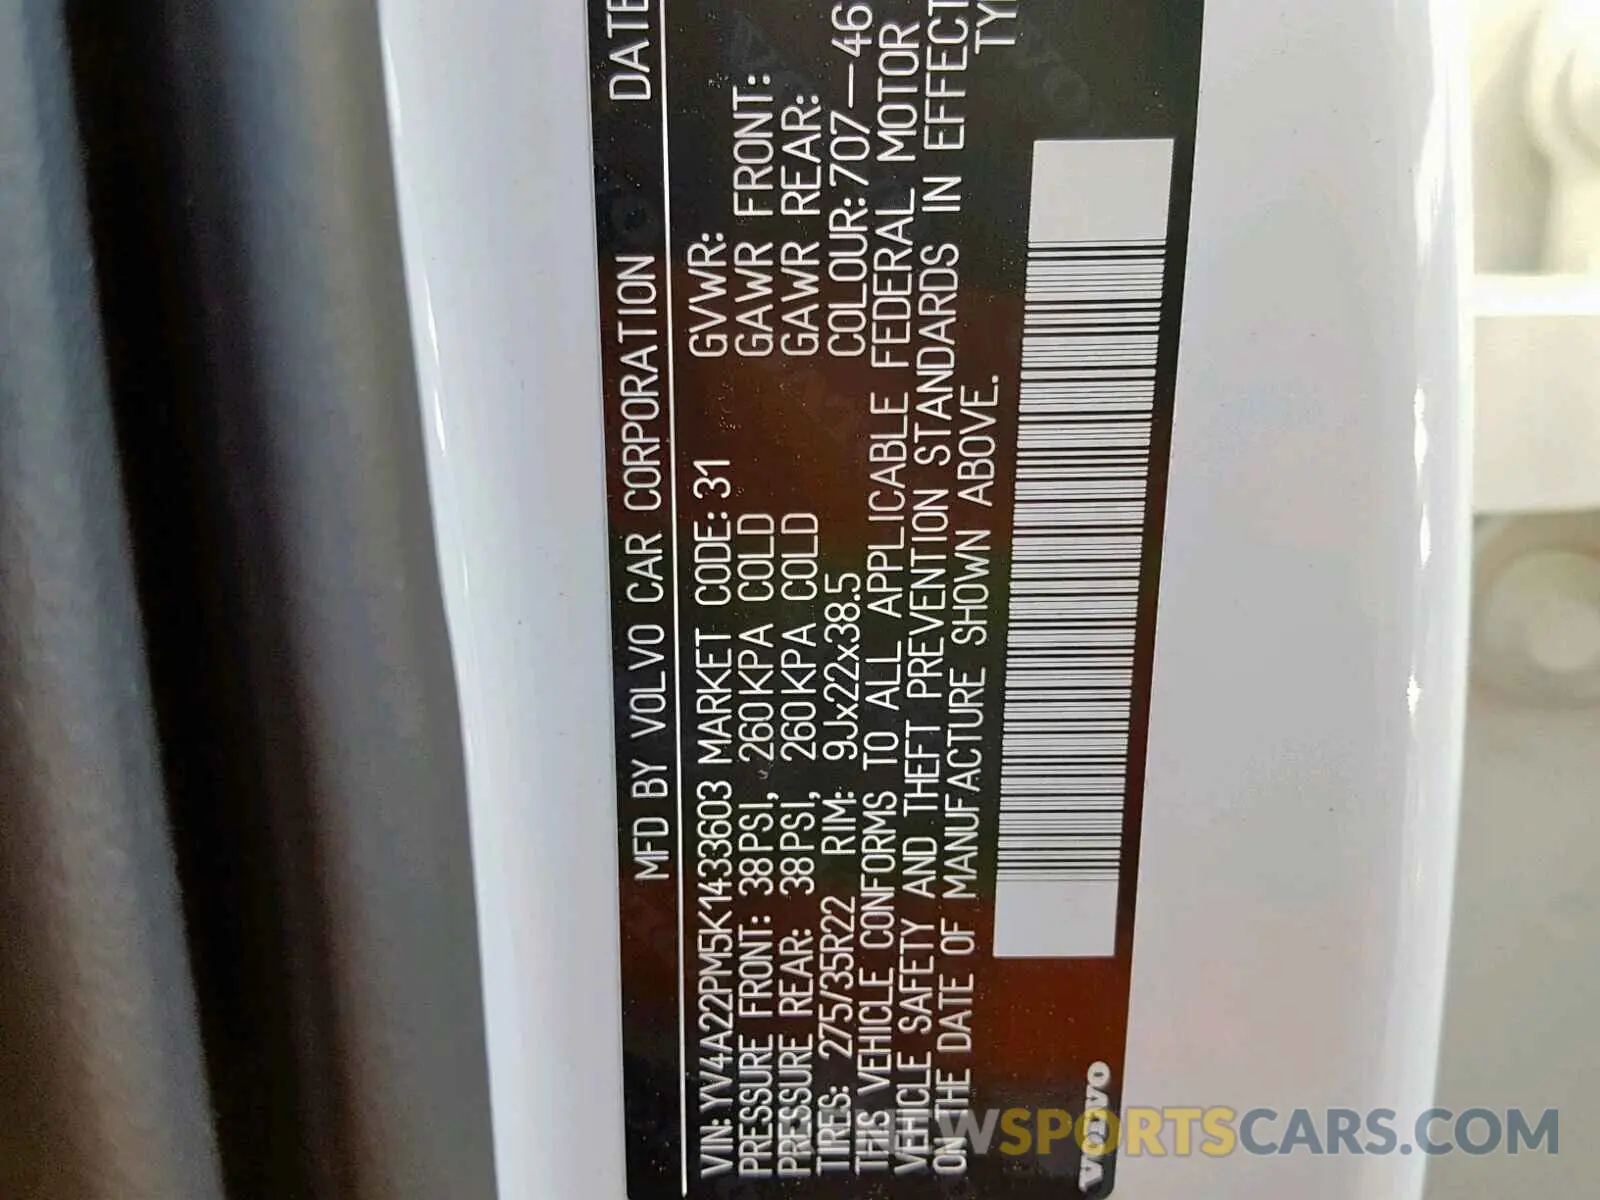 MFD BY VOLVO CAR CORPORATION DATE
VIN: YV4A22PM5K1433603 MARKET CODE: 31 GVWR:
PRESSURE FRONT: 38PSI, 260KPA COLD GAWR FRONT:
PRESSURE REAR: 38PSI, 260KPA COLD GAWR REAR:
TIRES: 275/35R22 RIM: 9Jx22x38.5 COLOUR: 707-46
THIS VEHICLE CONFORMS TO ALL APPLICABLE FEDERAL MOTOR
VEHICLE SAFETY AND THEFT PREVENTION STANDARDS IN EFFECT
ON THE DATE OF MANUFACTURE SHOWN ABOVE. TY
VOLVO
NEWSPORTSCARS.COM